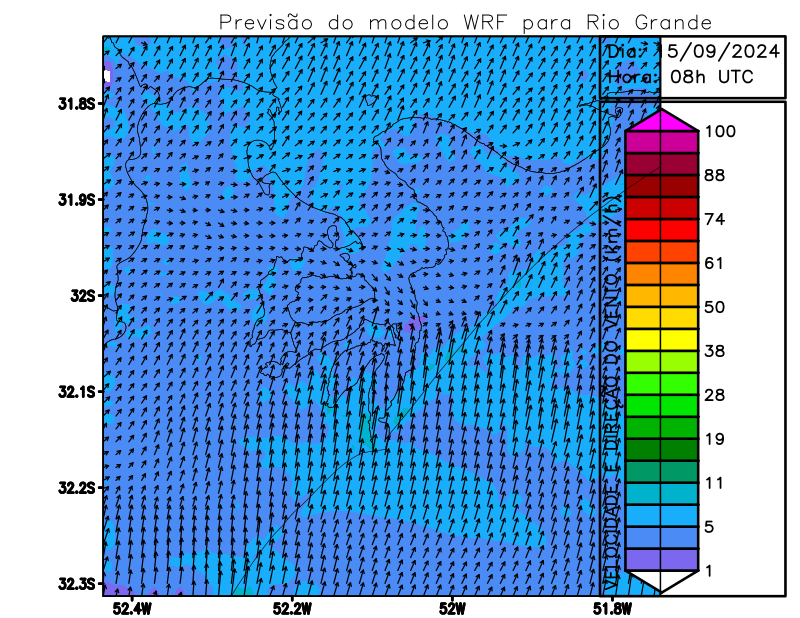 Previsão do modelo WRF para Rio Grande
Dia: 5/09/2024
Hora: 08h UTC
31.8S
31.9S
32S
32.1S
32.2S
32.3S
52.4W
52.2W
52W
51.8W
VELOCIDADE E DIREÇÃO DO VENTO (km/h)
100
88
74
61
50
38
28
19
11
5
1